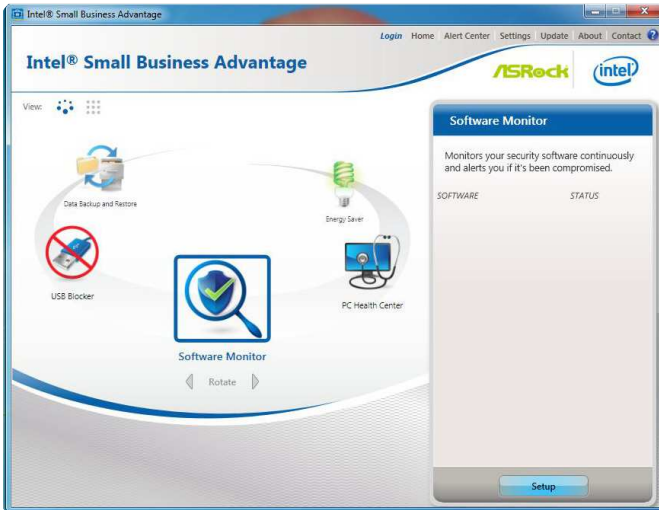 Intel® Small Business Advantage
Login Home Alert Center Settings Update About Contact ?
Intel® Small Business Advantage
ASRock intel
View:
Software Monitor
Monitors your security software continuously
and alerts you if it's been compromised.
SOFTWARE STATUS
Data Backup and Restore
Energy Saver
USB Blocker
PC Health Center
Software Monitor
Rotate
Setup